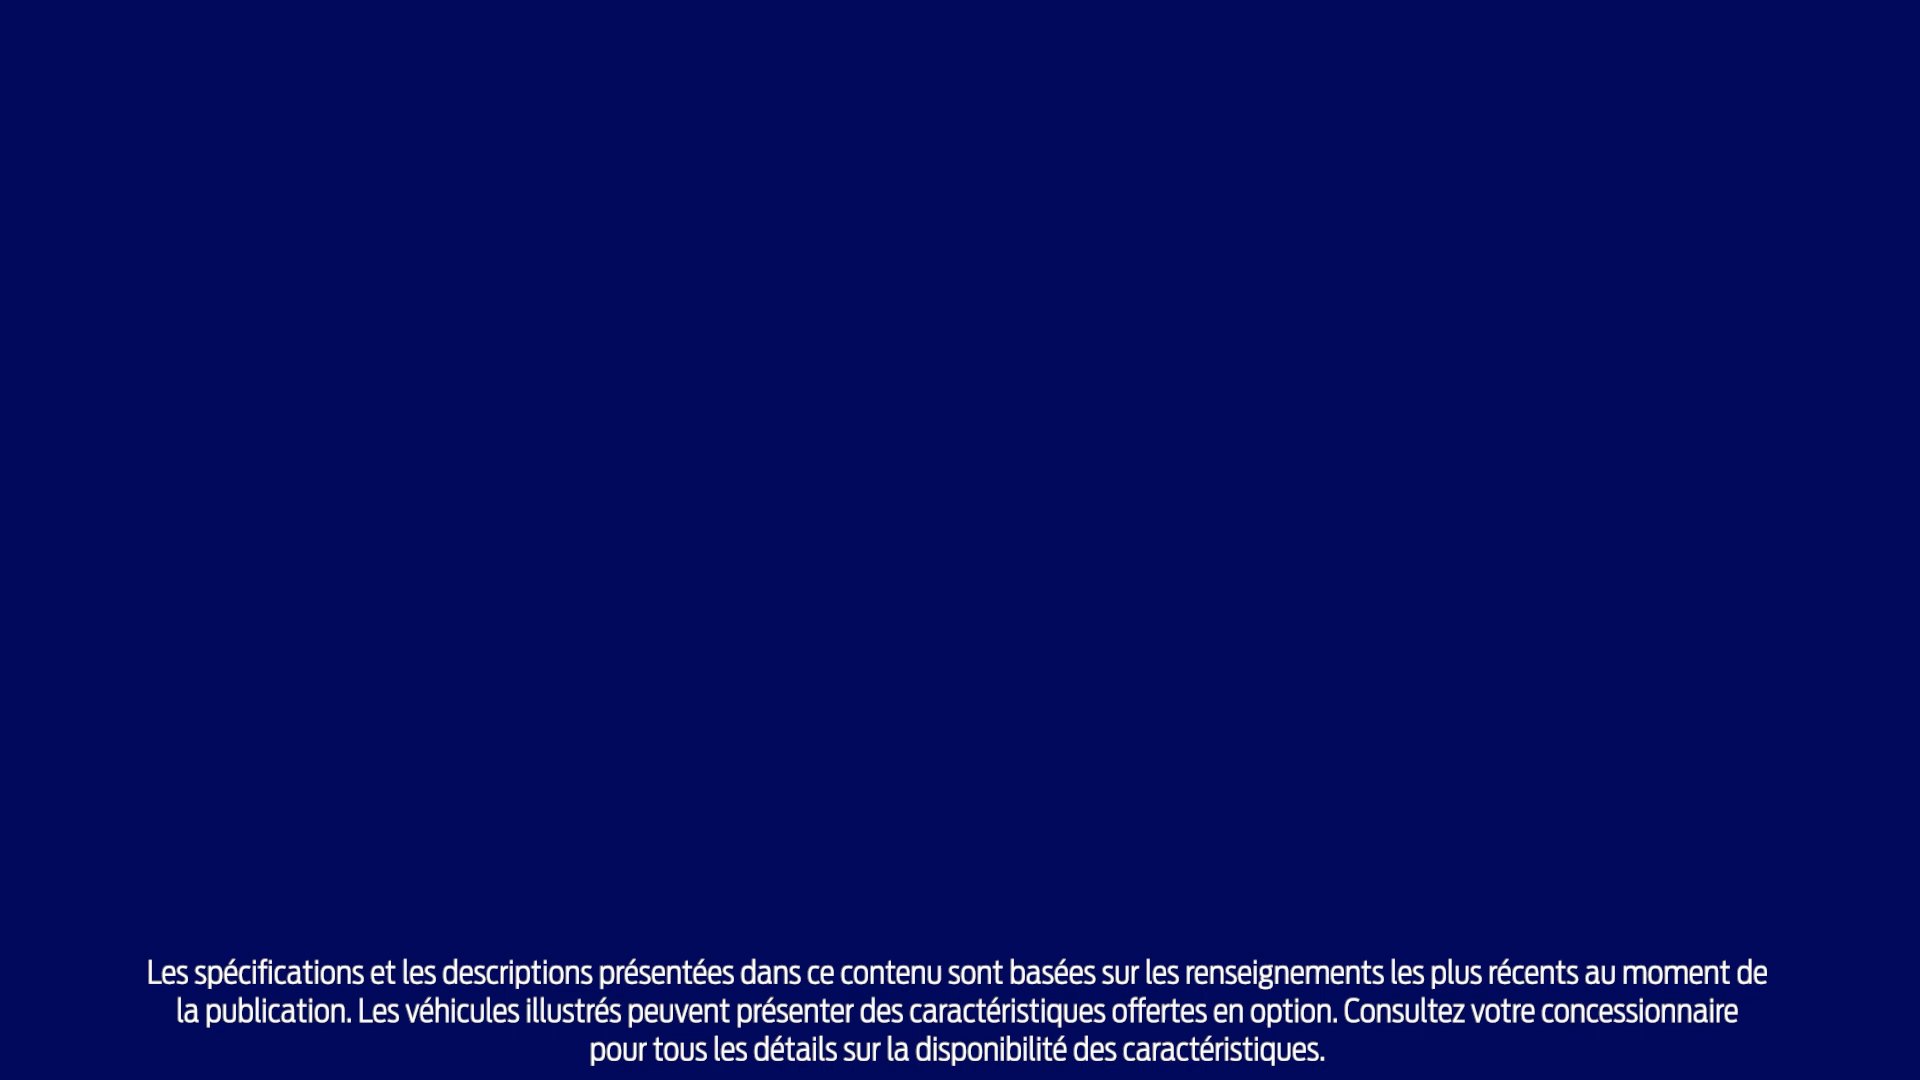 Les spécifications et les descriptions présentées dans ce contenu sont basées sur les renseignements les plus récents au moment de
la publication. Les véhicules illustrés peuvent présenter des caractéristiques offertes en option. Consultez votre concessionnaire
pour tous les détails sur la disponibilité des caractéristiques.